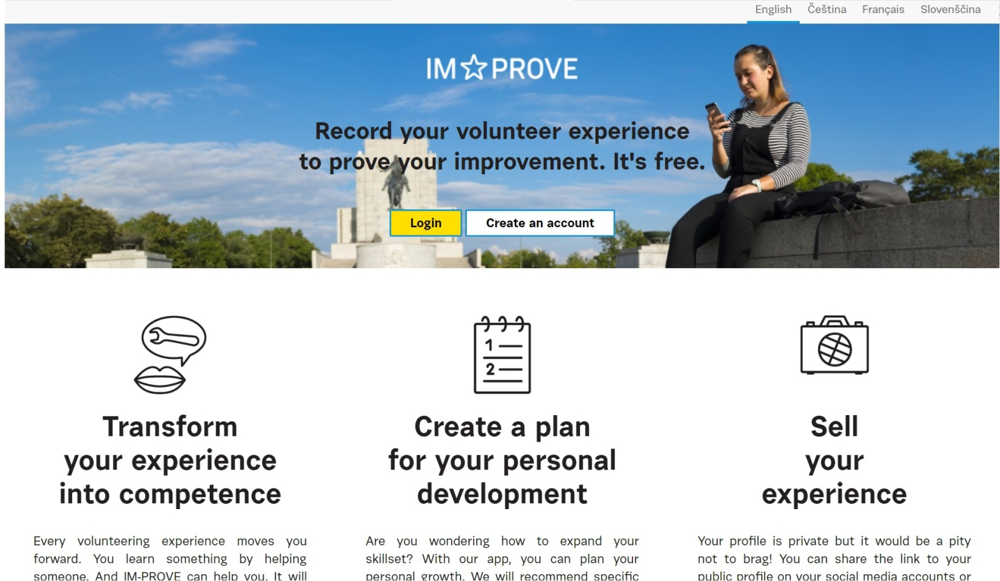 English Čeština Français Slovenščina
IM PROVE
Record your volunteer experience
to prove your improvement. It's free.
Login Create an account
1
2
Transform
your experience
into competence
Every volunteering experience moves you
forward. You learn something by helping
someone. And IM-PROVE can help you. It will
Create a plan
for your personal
development
Are you wondering how to expand your
skillset? With our app, you can plan your
personal growth. We will recommend specific
Sell
your
experience
Your profile is private but it would be a pity
not to brag! You can share the link to your
public profile on your social media accounts or